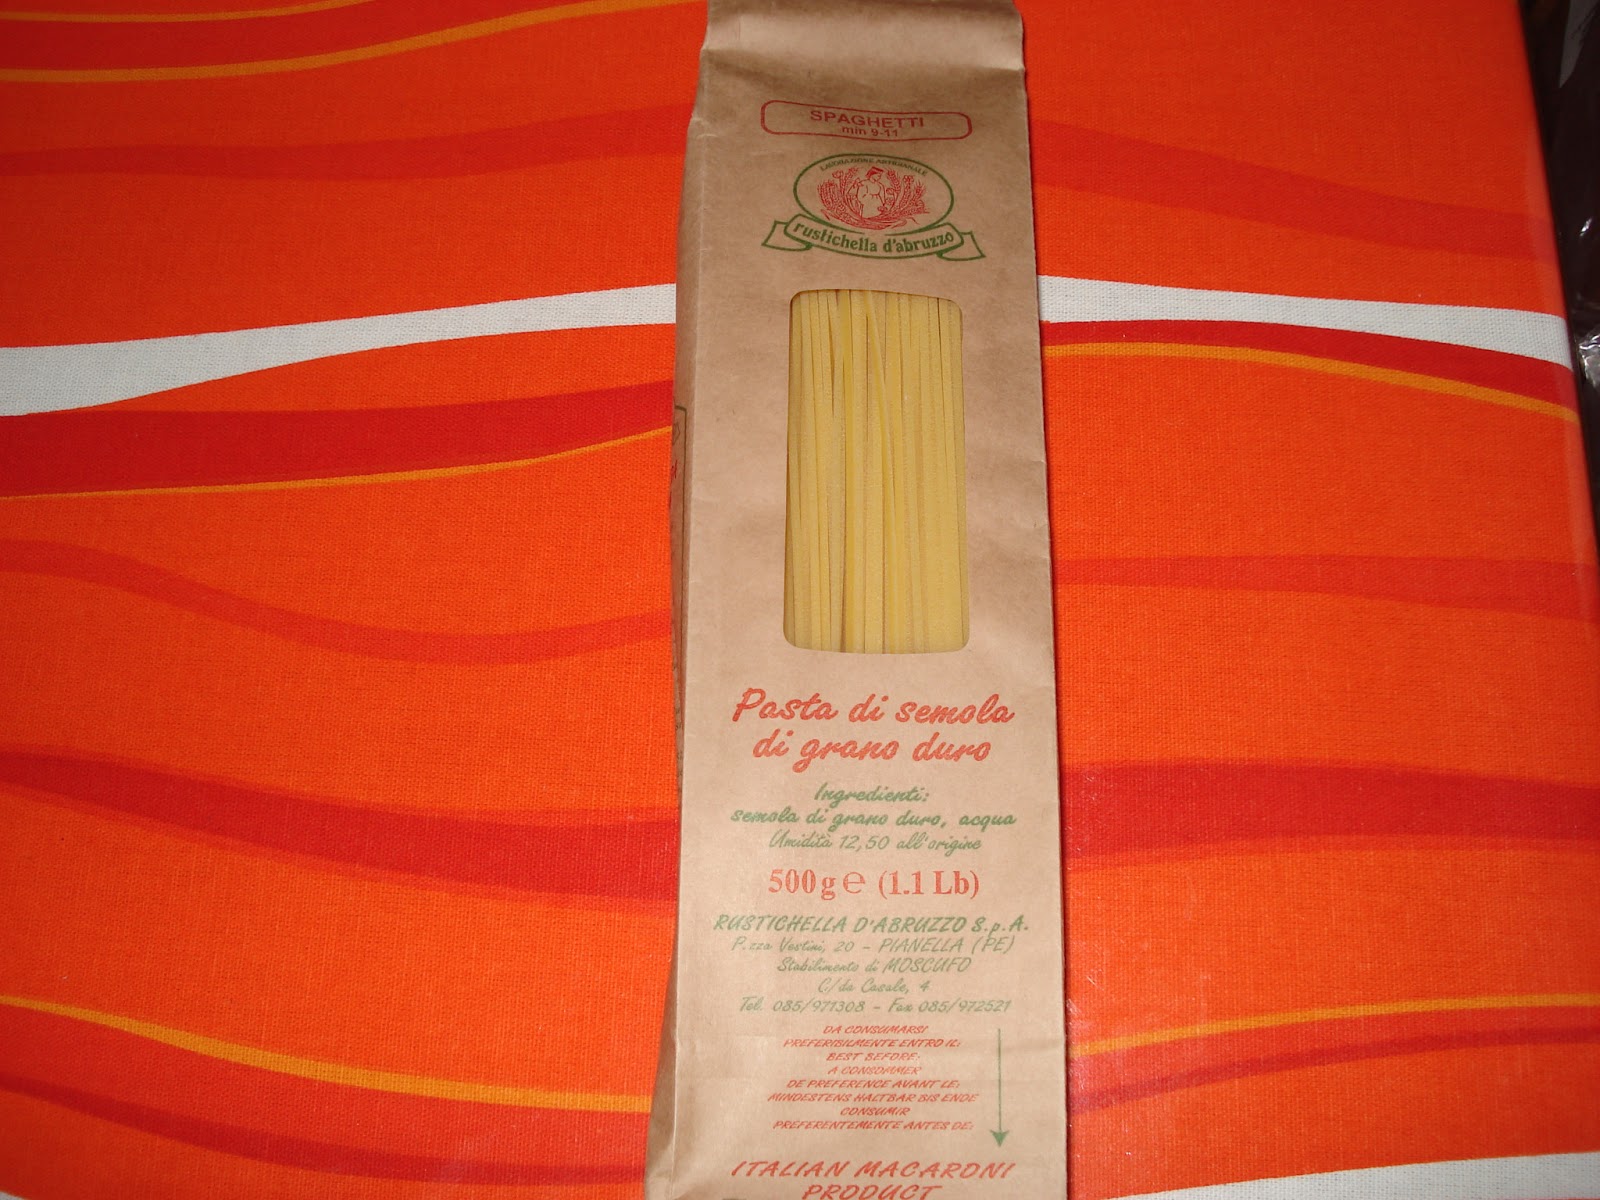 SPAGHETTI
min 9-11
LAVORAZIONE ARTIGIANALE
rustichella d'abruzzo
Pasta di semola
di grano duro
Ingredienti:
semola di grano duro, acqua
Umidità 12,50 all'origine
500 g e (1.1 Lb)
RUSTICHELLA D'ABRUZZO S.p.A.
P.zza Vestini, 20 - PIANELLA (PE)
Stabilimento di MOSCUFO
C/da Casale, 4
Tel. 085/971308 - Fax 085/972521
DA CONSUMARSI
PREFERIBILMENTE ENTRO IL:
BEST BEFORE:
A CONSOMMER
DE PREFERENCE AVANT LE:
MINDESTENS HALTBAR BIS ENDE
CONSUMIR
PREFERENTEMENTE ANTES DE:
ITALIAN MACARONI
PRODUCT